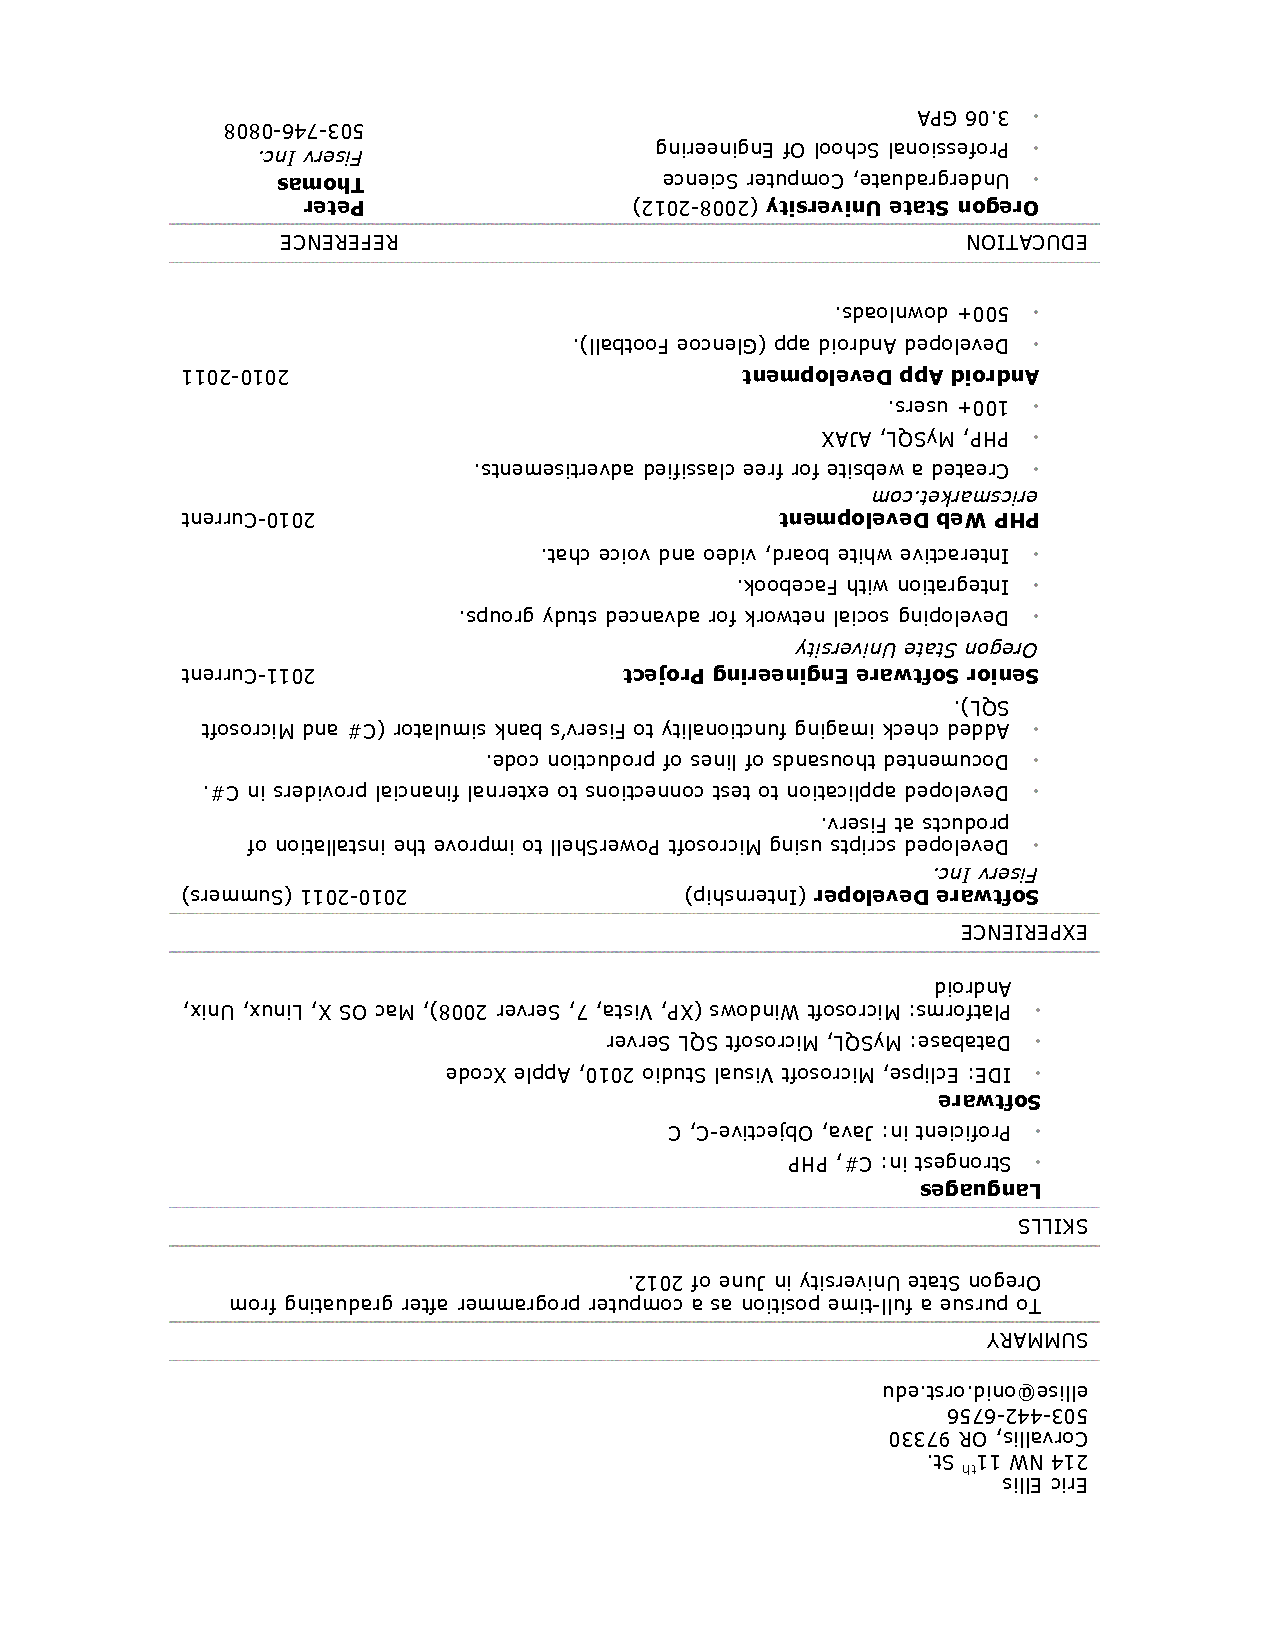 Eric Ellis
214 NW 11th St.
Corvallis, OR 97330
503-442-6756
ellise@onid.orst.edu
SUMMARY
To pursue a full-time position as a computer programmer after graduating from
Oregon State University in June of 2012.
SKILLS
Languages
· Strongest in: C#, PHP
· Proficient in: Java, Objective-C, C
Software
· IDE: Eclipse, Microsoft Visual Studio 2010, Apple Xcode
· Database: MySQL, Microsoft SQL Server
· Platforms: Microsoft Windows (XP, Vista, 7, Server 2008), Mac OS X, Linux, Unix,
Android
EXPERIENCE
Software Developer (Internship) 2010-2011 (Summers)
Fiserv Inc.
· Developed scripts using Microsoft PowerShell to improve the installation of
products at Fiserv.
· Developed application to test connections to external financial providers in C#.
· Documented thousands of lines of production code.
· Added check imaging functionality to Fiserv’s bank simulator (C# and Microsoft
SQL).
Senior Software Engineering Project 2011-Current
Oregon State University
· Developing social network for advanced study groups.
· Integration with Facebook.
· Interactive white board, video and voice chat.
PHP Web Development 2010-Current
ericsmarket.com
· Created a website for free classified advertisements.
· PHP, MySQL, AJAX
· 100+ users.
Android App Development 2010-2011
· Developed Android app (Glencoe Football).
· 500+ downloads.
EDUCATION REFERENCE
Oregon State University (2008-2012)
· Undergraduate, Computer Science
· Professional School Of Engineering
· 3.06 GPA
Peter
Thomas
Fiserv Inc.
503-746-0808